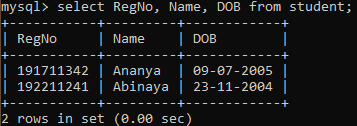 mysql> select RegNo, Name, DOB from student;
+-----------+---------+------------+
| RegNo     | Name    | DOB        |
+-----------+---------+------------+
| 191711342 | Ananya  | 09-07-2005 |
| 192211241 | Abinaya | 23-11-2004 |
+-----------+---------+------------+
2 rows in set (0.00 sec)